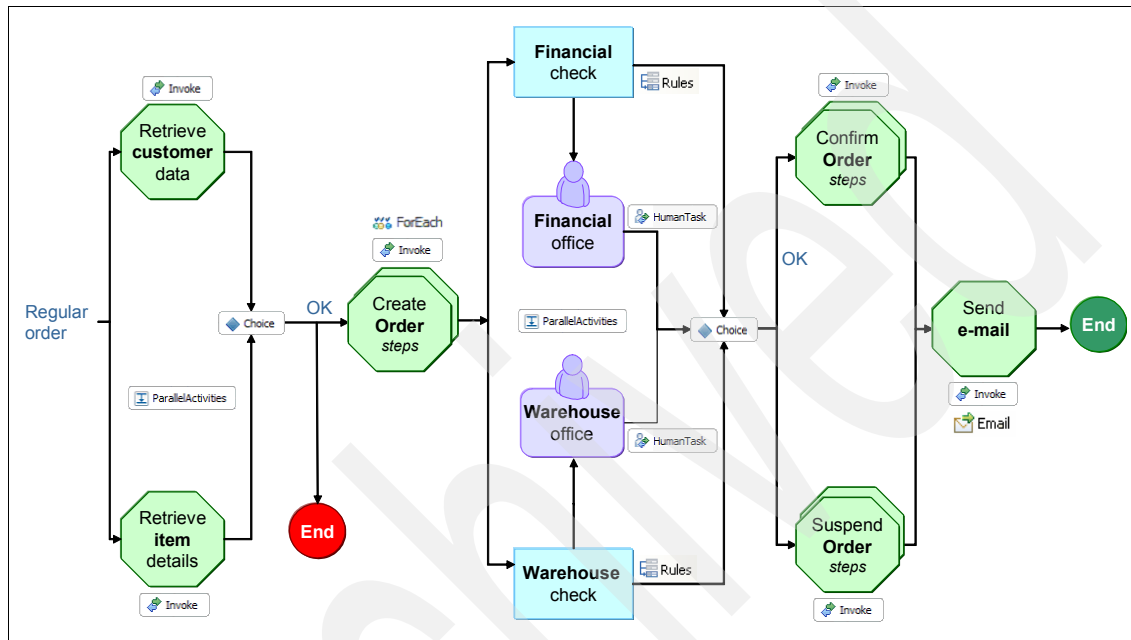 Regular
order
Invoke
Retrieve
customer
data
ParallelActivities
Retrieve
item
details
Invoke
Choice
OK
End
ForEach
Invoke
Create
Order
steps
Financial
check
Rules
Financial
office
HumanTask
ParallelActivities
Warehouse
office
HumanTask
Warehouse
check
Rules
Choice
OK
Invoke
Confirm
Order
steps
Suspend
Order
steps
Invoke
Send
e-mail
Invoke
Email
End